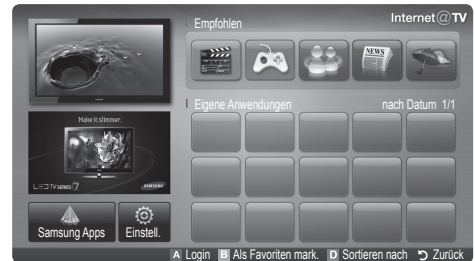 Internet@TV
Empfohlen
NEWS
Eigene Anwendungen nach Datum 1/1
Make it slimmer.
LED TV SERIES 7 SAMSUNG
Samsung Apps Einstell.
A Login B Als Favoriten mark. D Sortieren nach Zurück